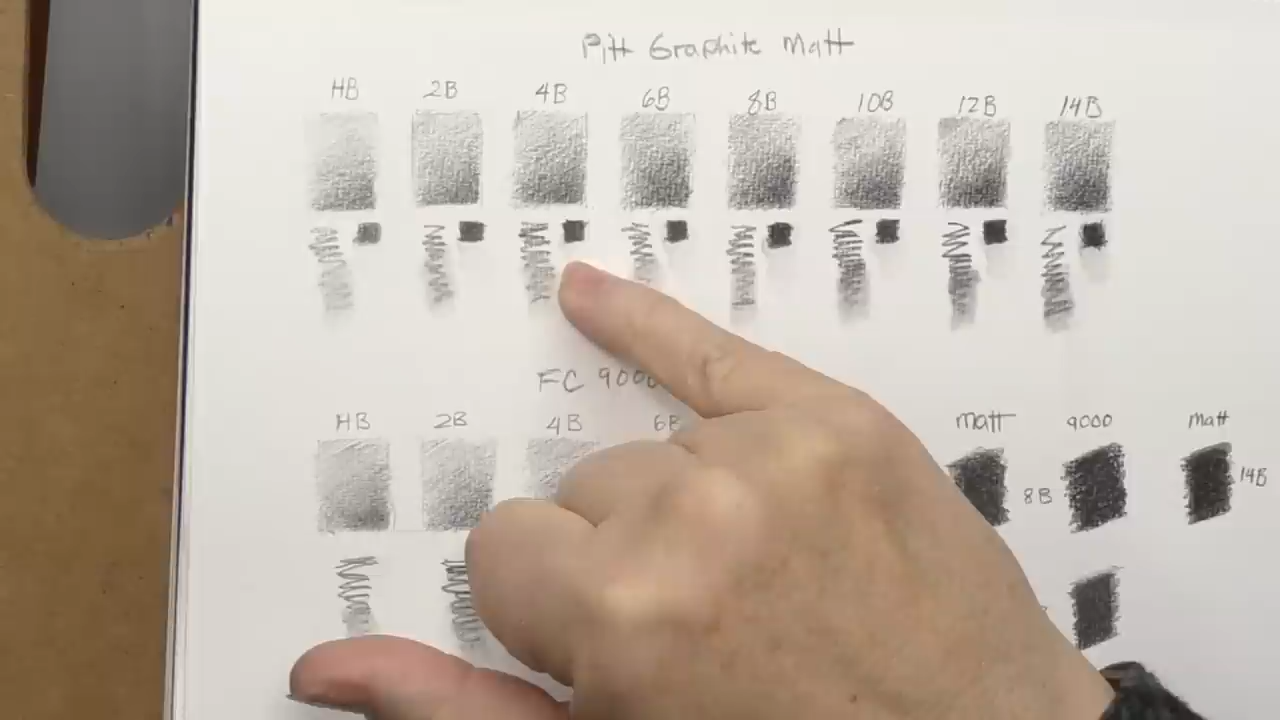 Pitt Graphite Matt
HB 2B 4B 6B 8B 10B 12B 14B
FC 9000
HB 2B 4B 6B
Matt 9000 Matt
8B 14B